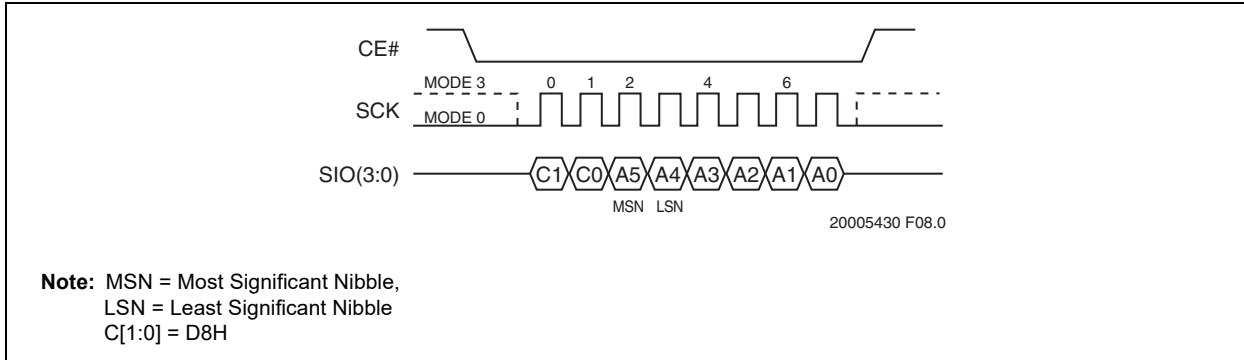 CE#
MODE 3 0 1 2 4 6
SCK
MODE 0
SIO(3:0) C1 C0 A5 A4 A3 A2 A1 A0
MSN LSN
20005430 F08.0
Note: MSN = Most Significant Nibble,
LSN = Least Significant Nibble
C[1:0] = D8H